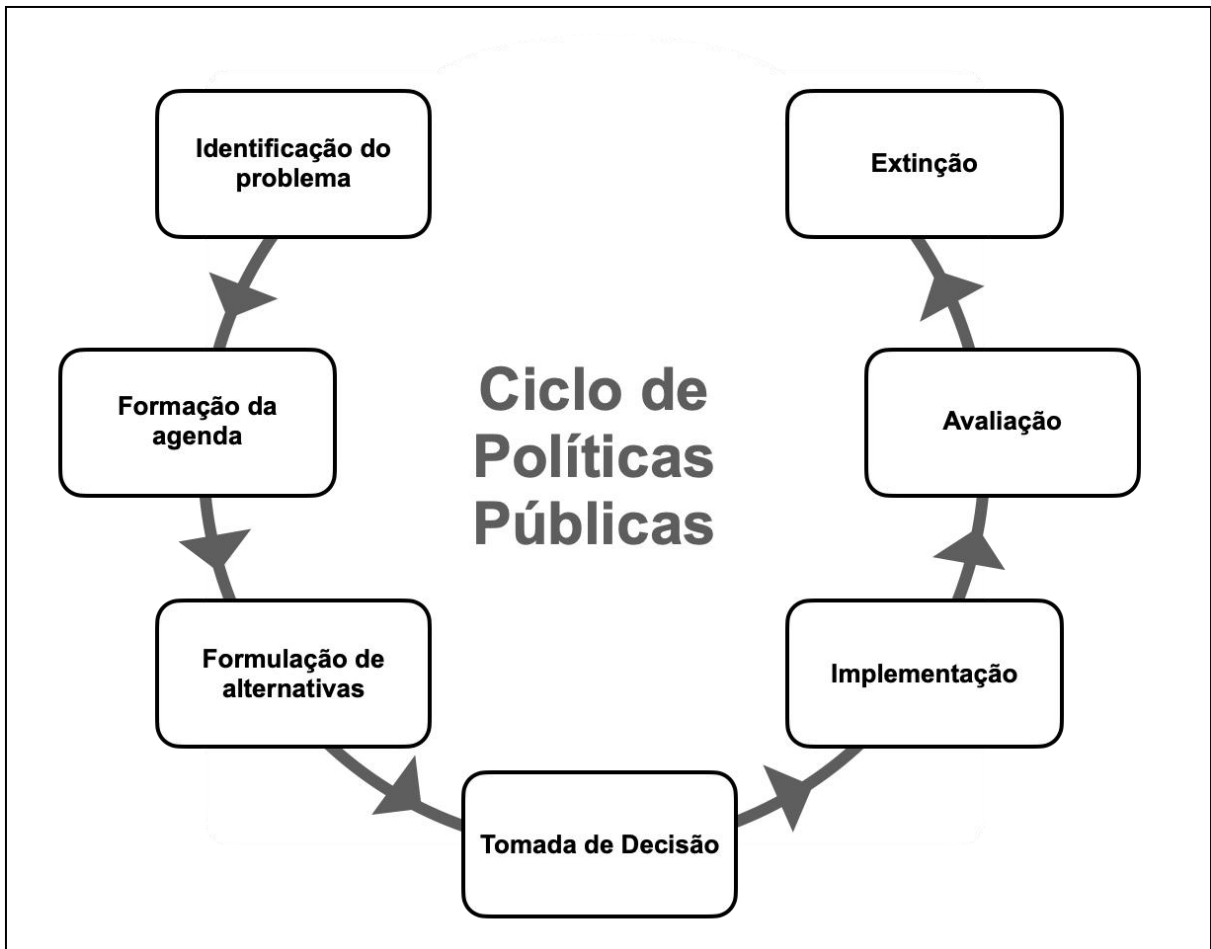 Identificação do
problema
Formação da
agenda
Formulação de
alternativas
Tomada de Decisão
Implementação
Avaliação
Extinção
Ciclo de
Políticas
Públicas